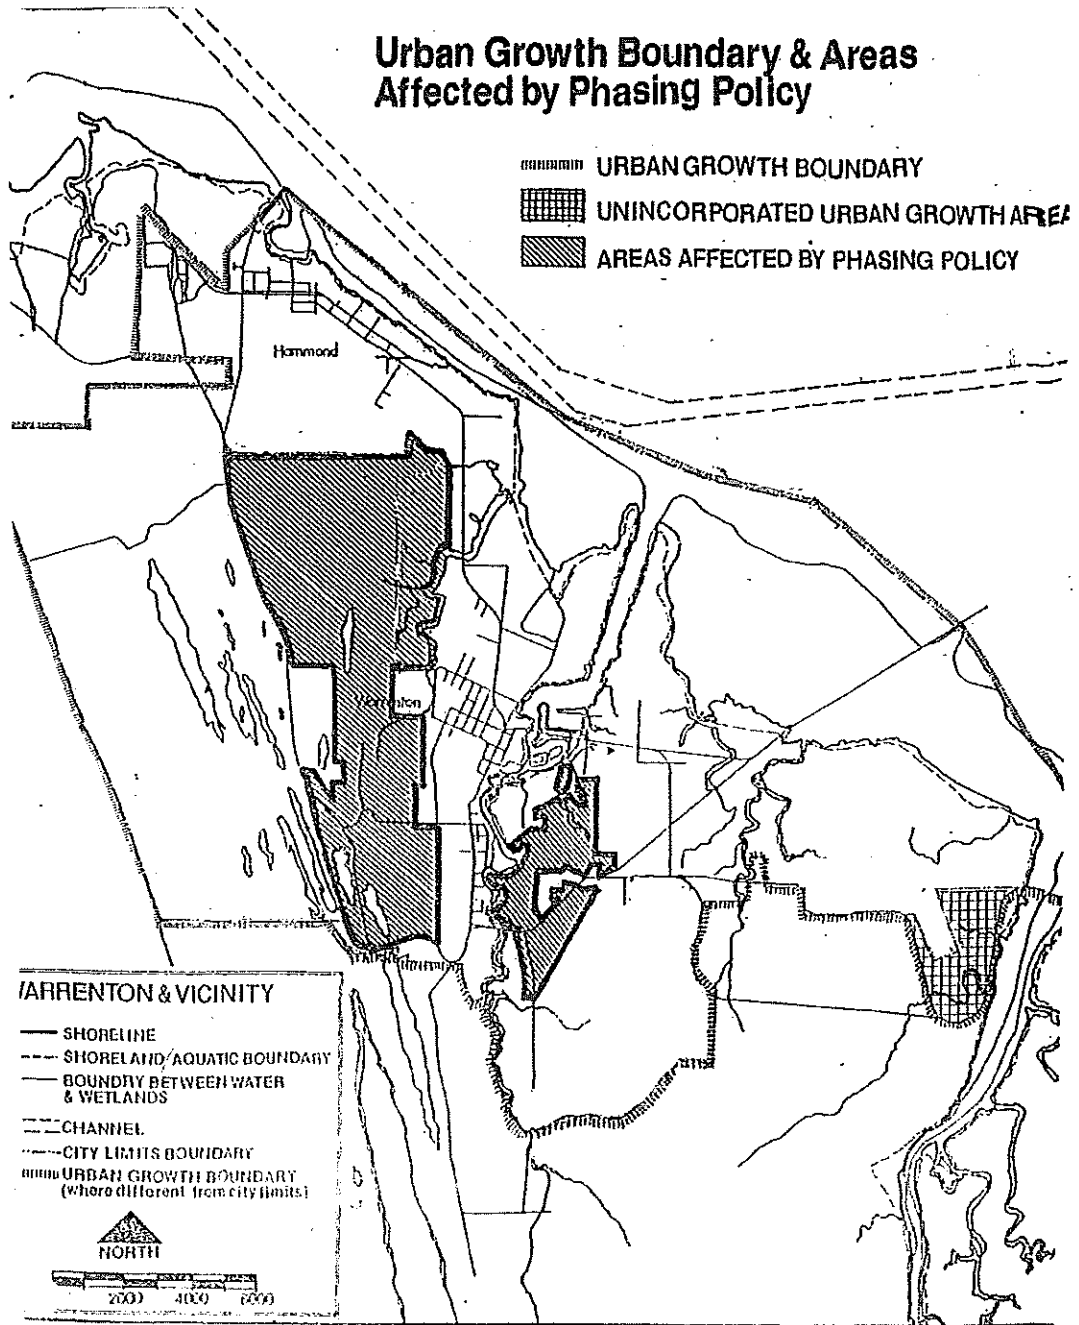 Urban Growth Boundary & Areas
Affected by Phasing Policy
URBAN GROWTH BOUNDARY
UNINCORPORATED URBAN GROWTH AREA
AREAS AFFECTED BY PHASING POLICY
Hammond
Warrenton
/ARRENTON & VICINITY
SHORELINE
SHORELAND/AQUATIC BOUNDARY
BOUNDRY BETWEEN WATER
& WETLANDS
CHANNEL
CITY LIMITS BOUNDARY
URBAN GROWTH BOUNDARY
(where different from city limits)
NORTH
2000 4000 6000